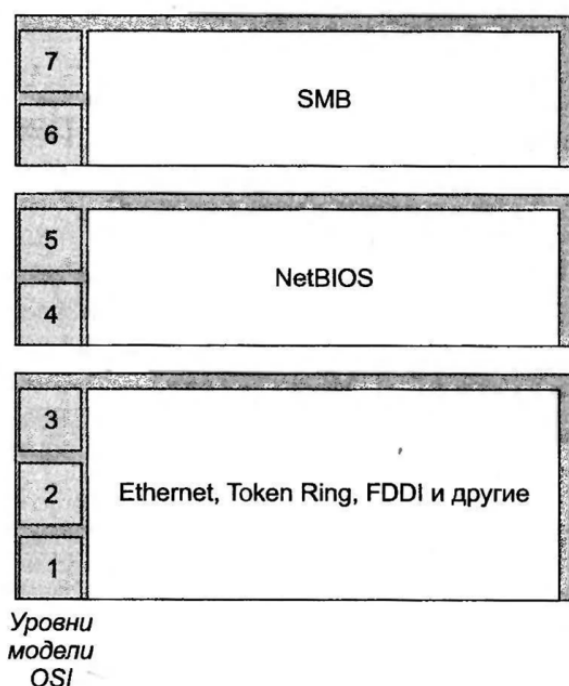 7
SMB
6
5
NetBIOS
4
3
2
Ethernet, Token Ring, FDDI и другие
1
Уровни
модели
OSI